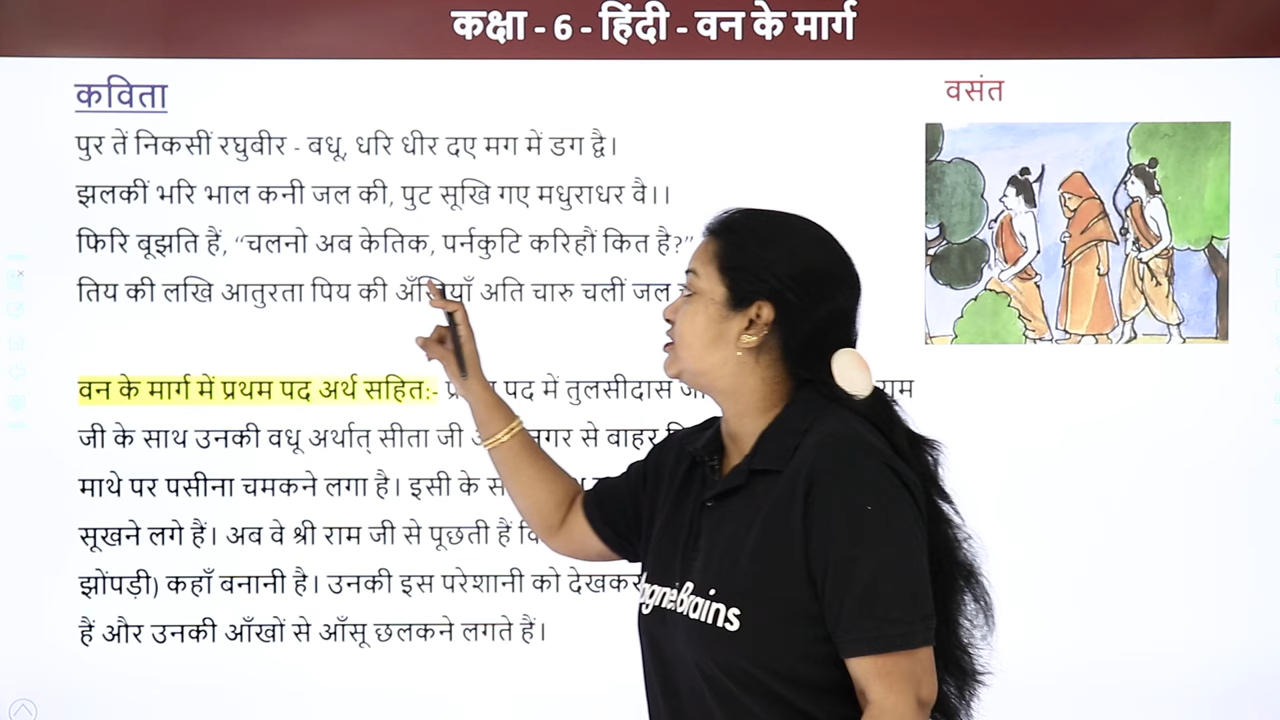 कक्षा - 6 - हिंदी - वन के मार्ग
कविता
वसंत
पुर तें निकसीं रघुवीर - बधू, धरि धीर दए मग में डग द्वै।
झलकीं भरि भाल कनी जल की, पुट सूखि गए मधुराधर वै।।
फिरि बूझति हैं, “चलनो अब केतिक, पर्नकुटि करिहौं कित है?”
तिय की लखि आतुरता पिय की अति चारु चलीं जल
वन के मार्ग में प्रथम पद अर्थ सहित:- पद में तुलसीदास
जी के साथ उनकी वधू अर्थात् सीता जी से बाहर
माथे पर पसीना चमकने लगा है। इसी के
सूखने लगे हैं। अब वे श्री राम जी से पूछती हैं
झोंपड़ी) कहाँ बनानी है। उनकी इस परेशानी को देखकर
हैं और उनकी आँखों से आँसू छलकने लगते हैं।
Brains